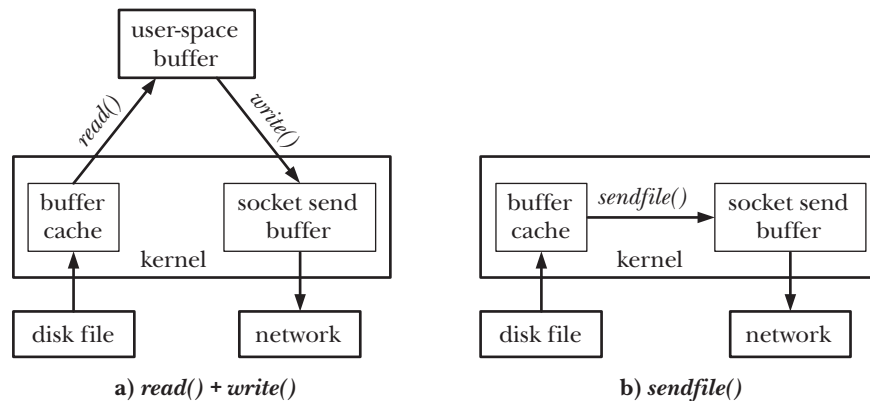 user-space
buffer
read()
write()
buffer
cache
socket send
buffer
kernel
disk file
network
a) read() + write()
buffer
cache
sendfile()
socket send
buffer
kernel
disk file
network
b) sendfile()